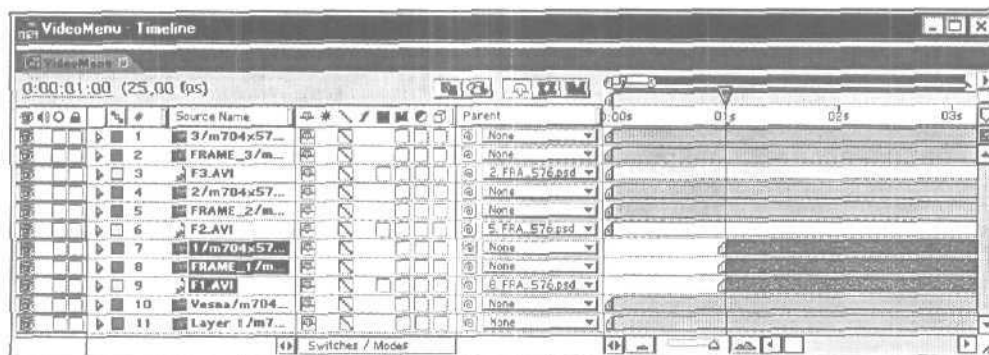 VideoMenu · Timeline
VideoMenu
0:00:01:00 (25,00 fps)
# Source Name Parent 0:00s 01s 02s 03s
1 3/m704x57... None
2 FRAME_3/m... None
3 F3.AVI 2. FRA_576.psd
4 2/m704x57... None
5 FRAME_2/m... None
6 F2.AVI 5. FRA_576.psd
7 1/m704x57... None
8 FRAME_1/m... None
9 F1.AVI 8. FRA_576.psd
10 Vesna/m704... None
11 Layer 1/m7... None
Switches / Modes